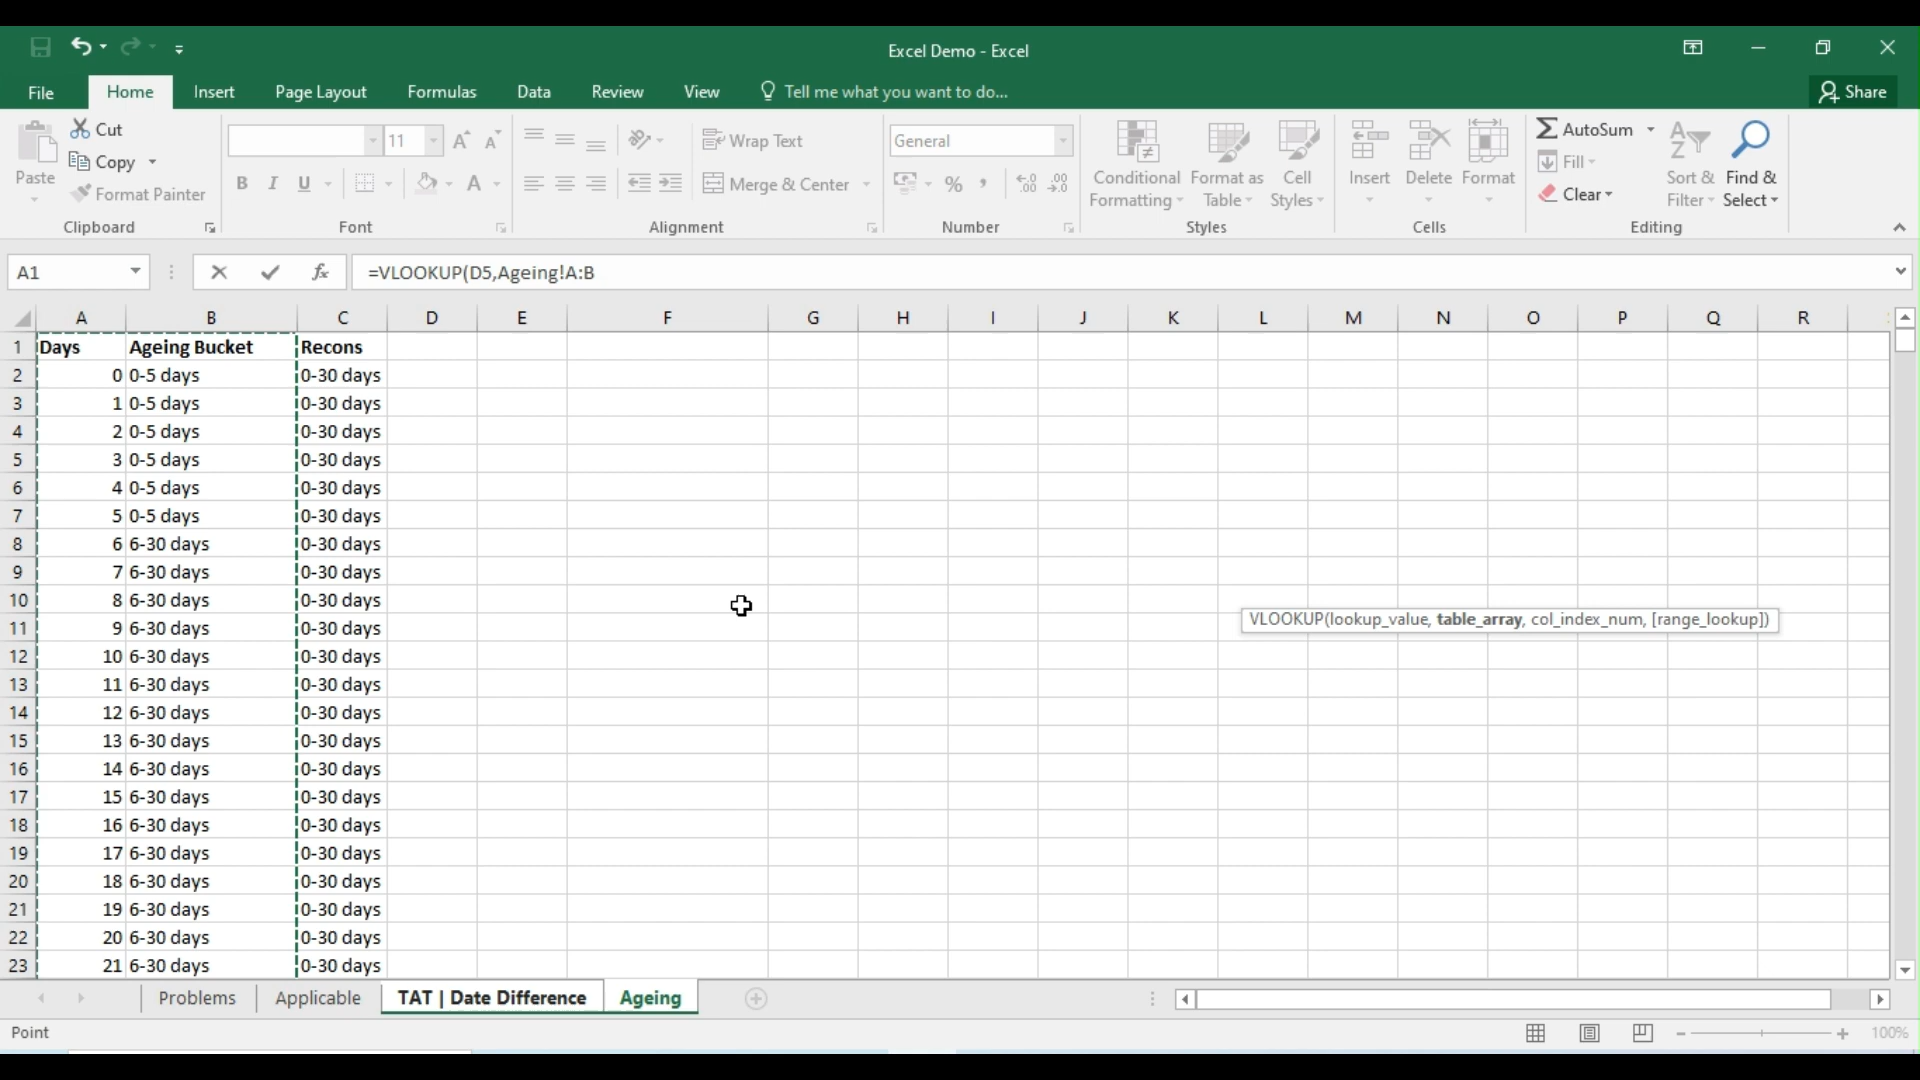 Excel Demo - Excel
File Home Insert Page Layout Formulas Data Review View Tell me what you want to do... Share
Paste Cut Copy Format Painter Clipboard
11 B I U A Font
Wrap Text Merge & Center Alignment
General % , Number
Conditional Formatting Format as Table Cell Styles Styles
Insert Delete Format Cells
AutoSum Fill Clear Sort & Filter Find & Select Editing
A1 fx =VLOOKUP(D5,Ageing!A:B
A B C D E F G H I J K L M N O P Q R
1 Days Ageing Bucket Recons
2 0 0-5 days 0-30 days
3 1 0-5 days 0-30 days
4 2 0-5 days 0-30 days
5 3 0-5 days 0-30 days
6 4 0-5 days 0-30 days
7 5 0-5 days 0-30 days
8 6 6-30 days 0-30 days
9 7 6-30 days 0-30 days
10 8 6-30 days 0-30 days
11 9 6-30 days 0-30 days VLOOKUP(lookup_value, table_array, col_index_num, [range_lookup])
12 10 6-30 days 0-30 days
13 11 6-30 days 0-30 days
14 12 6-30 days 0-30 days
15 13 6-30 days 0-30 days
16 14 6-30 days 0-30 days
17 15 6-30 days 0-30 days
18 16 6-30 days 0-30 days
19 17 6-30 days 0-30 days
20 18 6-30 days 0-30 days
21 19 6-30 days 0-30 days
22 20 6-30 days 0-30 days
23 21 6-30 days 0-30 days
Problems Applicable TAT | Date Difference Ageing
Point 100%